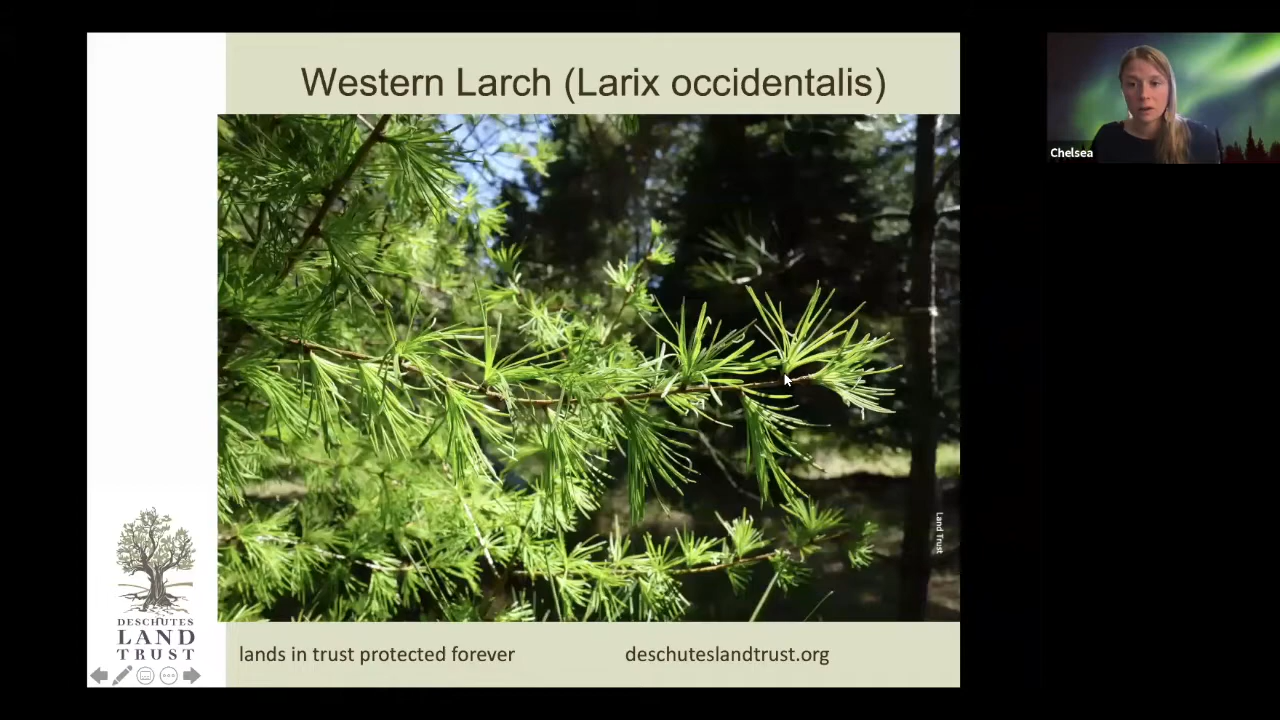 Western Larch (Larix occidentalis)
Chelsea
Land Trust
DESCHUTES
LAND
TRUST
lands in trust protected forever
deschuteslandtrust.org